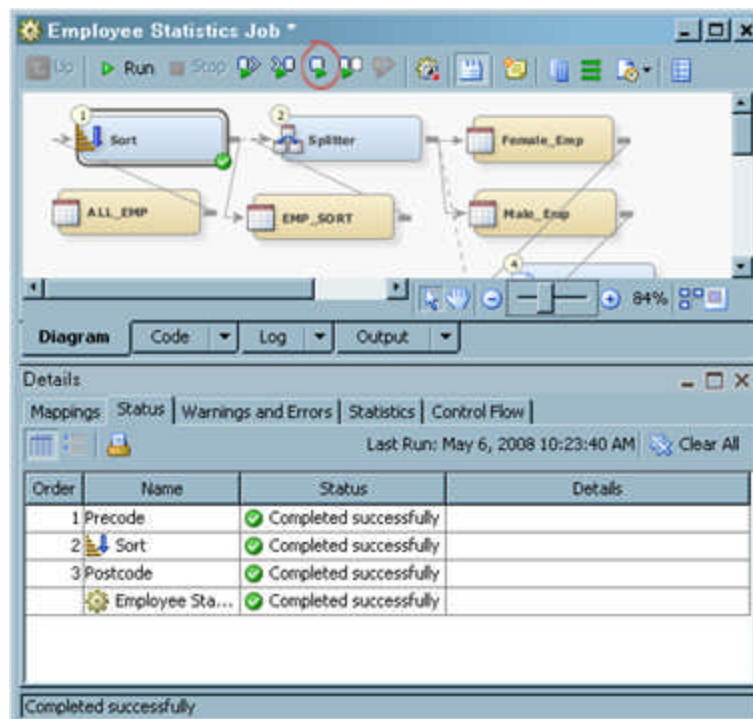 Employee Statistics Job *
Up Run Stop
1 2
Sort Splitter Female_Emp
ALL_EMP EMP_SORT Male_Emp
4
84%
Diagram Code Log Output
Details
Mappings Status Warnings and Errors Statistics Control Flow
Last Run: May 6, 2008 10:23:40 AM Clear All
Order Name Status Details
1 Precode Completed successfully
2 Sort Completed successfully
3 Postcode Completed successfully
Employee Sta... Completed successfully
Completed successfully